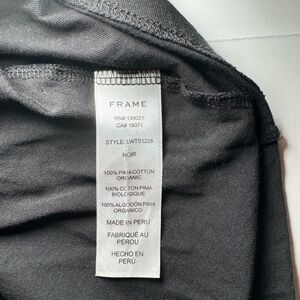 FRAME
RN# 139021
CA# 19371
STYLE: LWTS1226
NOIR
100% PIMA COTTON
ORGANIC
100% COTON PIMA
BIOLOGIQUE
100% ALGODÓN PIMA
ORGANICO
MADE IN PERU
FABRIQUÉ AU
PÉROU
HECHO EN
PERÚ